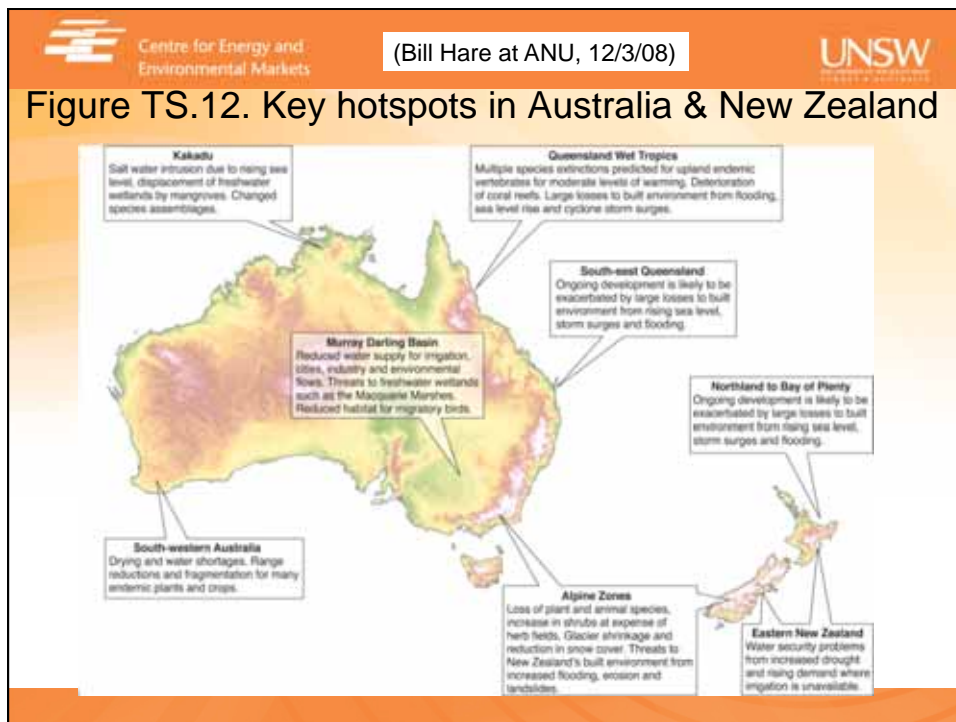 Centre for Energy and
Environmental Markets
(Bill Hare at ANU, 12/3/08)
UNSW
Figure TS.12. Key hotspots in Australia & New Zealand
Kakadu
Salt water intrusion due to rising sea
level, displacement of freshwater
wetlands by mangroves. Changed
species assemblages.
Queensland Wet Tropics
Multiple species extinctions predicted for upland endemic
vertebrates for moderate levels of warming. Deterioration
of coral reefs. Large losses to built environment from flooding,
sea level rise and cyclone storm surges.
South-east Queensland
Ongoing development is likely to be
exacerbated by large losses to built
environment from rising sea level,
storm surges and flooding.
Murray Darling Basin
Reduced water supply for irrigation,
cities, industry and environmental
flows. Threats to freshwater wetlands
such as the Macquarie Marshes.
Reduced habitat for migratory birds.
Northland to Bay of Plenty
Ongoing development is likely to be
exacerbated by large losses to built
environment from rising sea level,
storm surges and flooding.
South-western Australia
Drying and water shortages. Range
reductions and fragmentation for many
endemic plants and crops.
Alpine Zones
Loss of plant and animal species,
increase in shrubs at expense of
herb fields. Glacier shrinkage and
reduction in snow cover. Threats to
New Zealand's built environment from
increased flooding, erosion and
landslides.
Eastern New Zealand
Water security problems
from increased drought
and rising demand where
irrigation is unavailable.